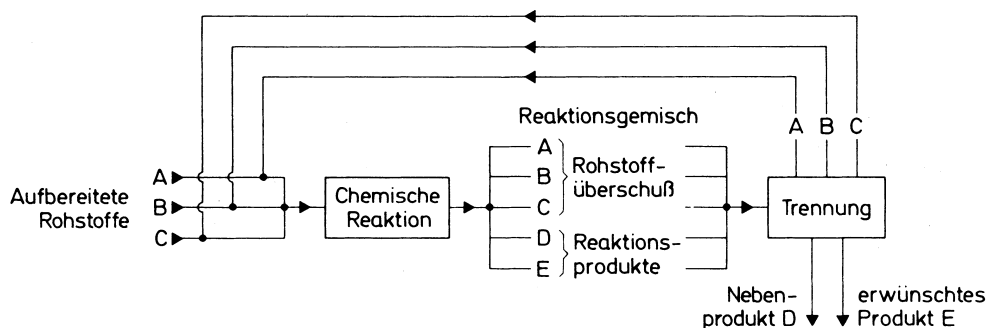 A B C
Reaktionsgemisch
Aufbereitete
Rohstoffe
A
B
C
Chemische
Reaktion
A
B
C
D
E
Rohstoff-
überschuß
Reaktions-
produkte
Trennung
Neben-
produkt D
erwünschtes
Produkt E